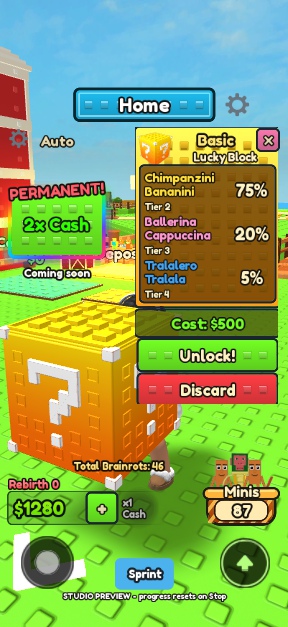 Home
Auto
Basic
Lucky Block
Chimpanzini
Bananini
75%
Tier 2
Ballerina
Cappuccina
20%
Tier 3
Tralalero
Tralala
5%
Tier 4
PERMANENT!
2x Cash
Coming soon
Cost: $500
Unlock!
Discard
?
?
Total Brainrots: 46
Rebirth 0
$1280
+
x1
Cash
Minis
87
Sprint
STUDIO PREVIEW - progress resets on Stop